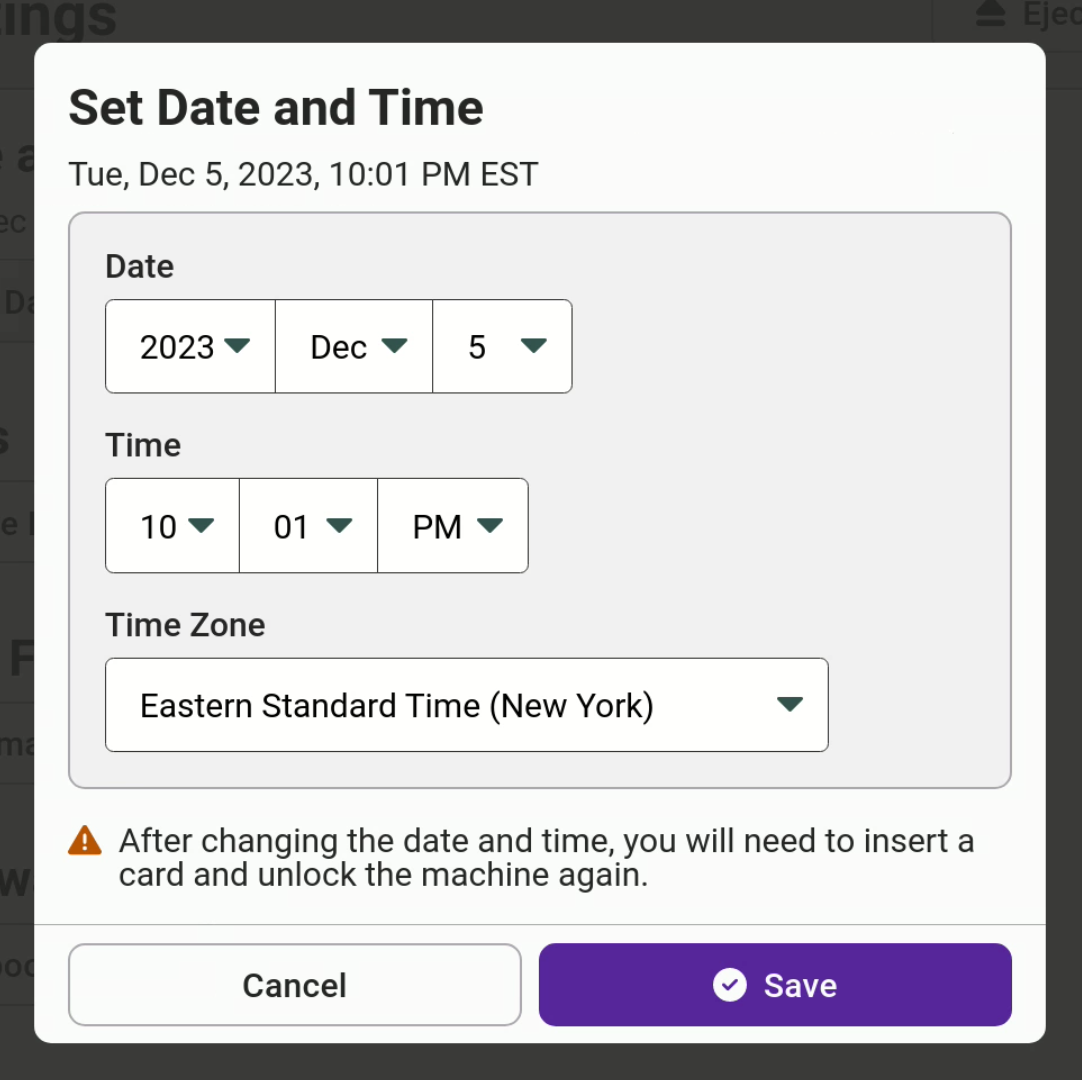 tings
Set Date and Time
Tue, Dec 5, 2023, 10:01 PM EST
Date
2023 Dec 5
Time
10 01 PM
Time Zone
Eastern Standard Time (New York)
After changing the date and time, you will need to insert a
card and unlock the machine again.
Cancel Save